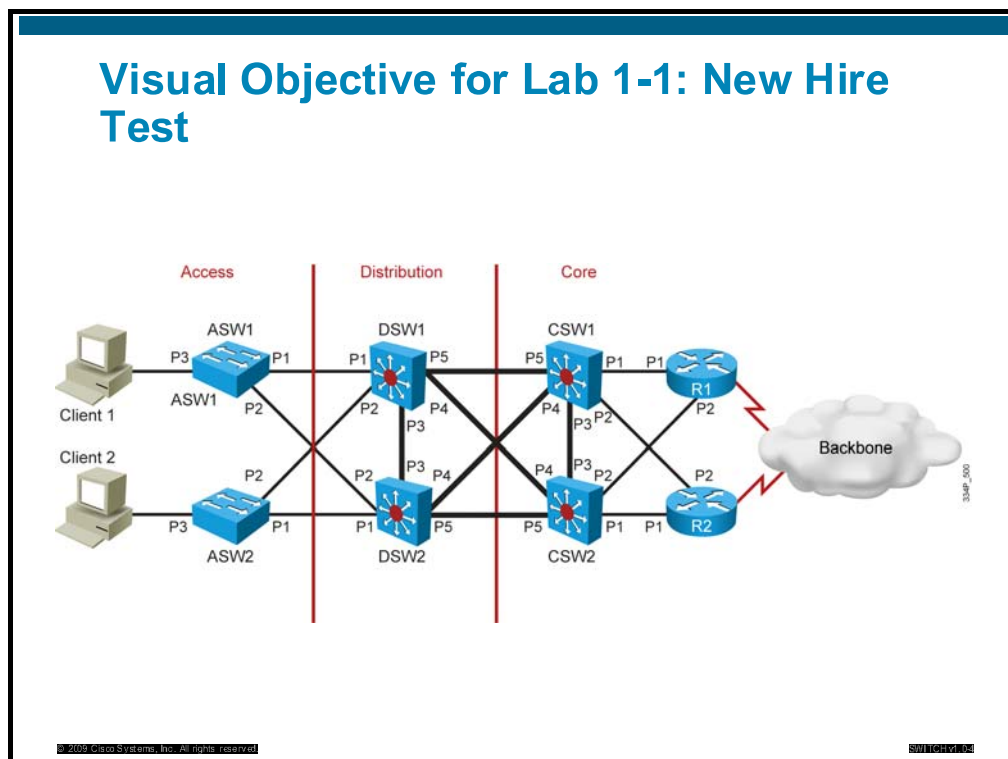 Visual Objective for Lab 1-1: New Hire
Test
Access
Distribution
Core
ASW1
DSW1
CSW1
P3
P1
P1
P5
P5
P1
P1
R1
ASW1
P2
P2
P4
P4
P2
P2
Client 1
P3
P3
Backbone
Client 2
P3
P3
P2
P2
P4
P4
P2
P2
P3
P1
P1
P5
P5
P1
P1
R2
ASW2
DSW2
CSW2
334P_500
© 2009 Cisco Systems, Inc. All rights reserved.
SWITCH v1.0-4